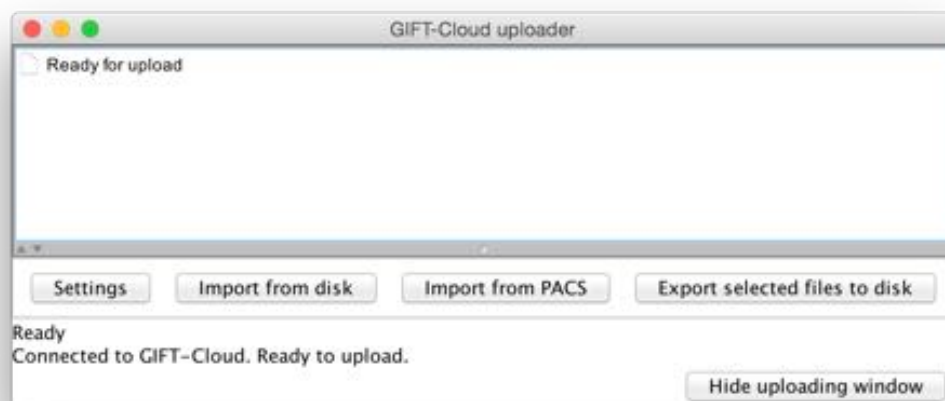 GIFT-Cloud uploader
Ready for upload
Settings Import from disk Import from PACS Export selected files to disk
Ready
Connected to GIFT-Cloud. Ready to upload.
Hide uploading window